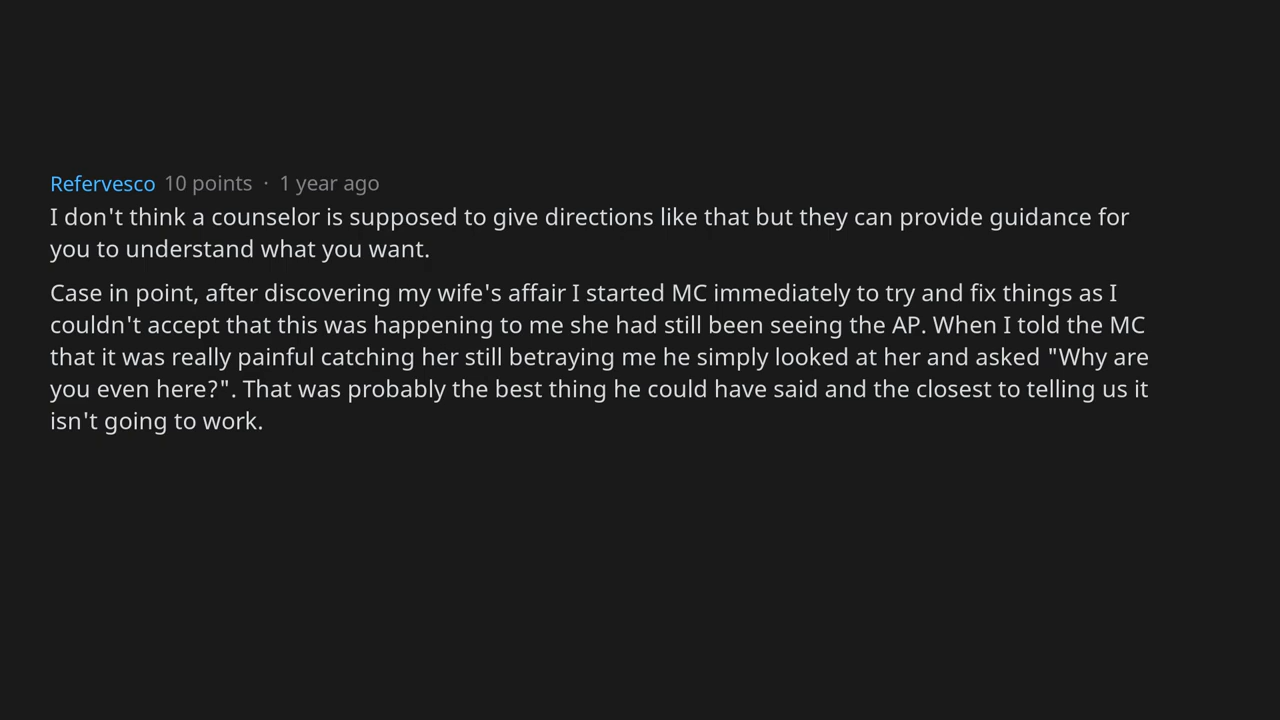 Refervesco 10 points · 1 year ago
I don't think a counselor is supposed to give directions like that but they can provide guidance for
you to understand what you want.
Case in point, after discovering my wife's affair I started MC immediately to try and fix things as I
couldn't accept that this was happening to me she had still been seeing the AP. When I told the MC
that it was really painful catching her still betraying me he simply looked at her and asked "Why are
you even here?". That was probably the best thing he could have said and the closest to telling us it
isn't going to work.